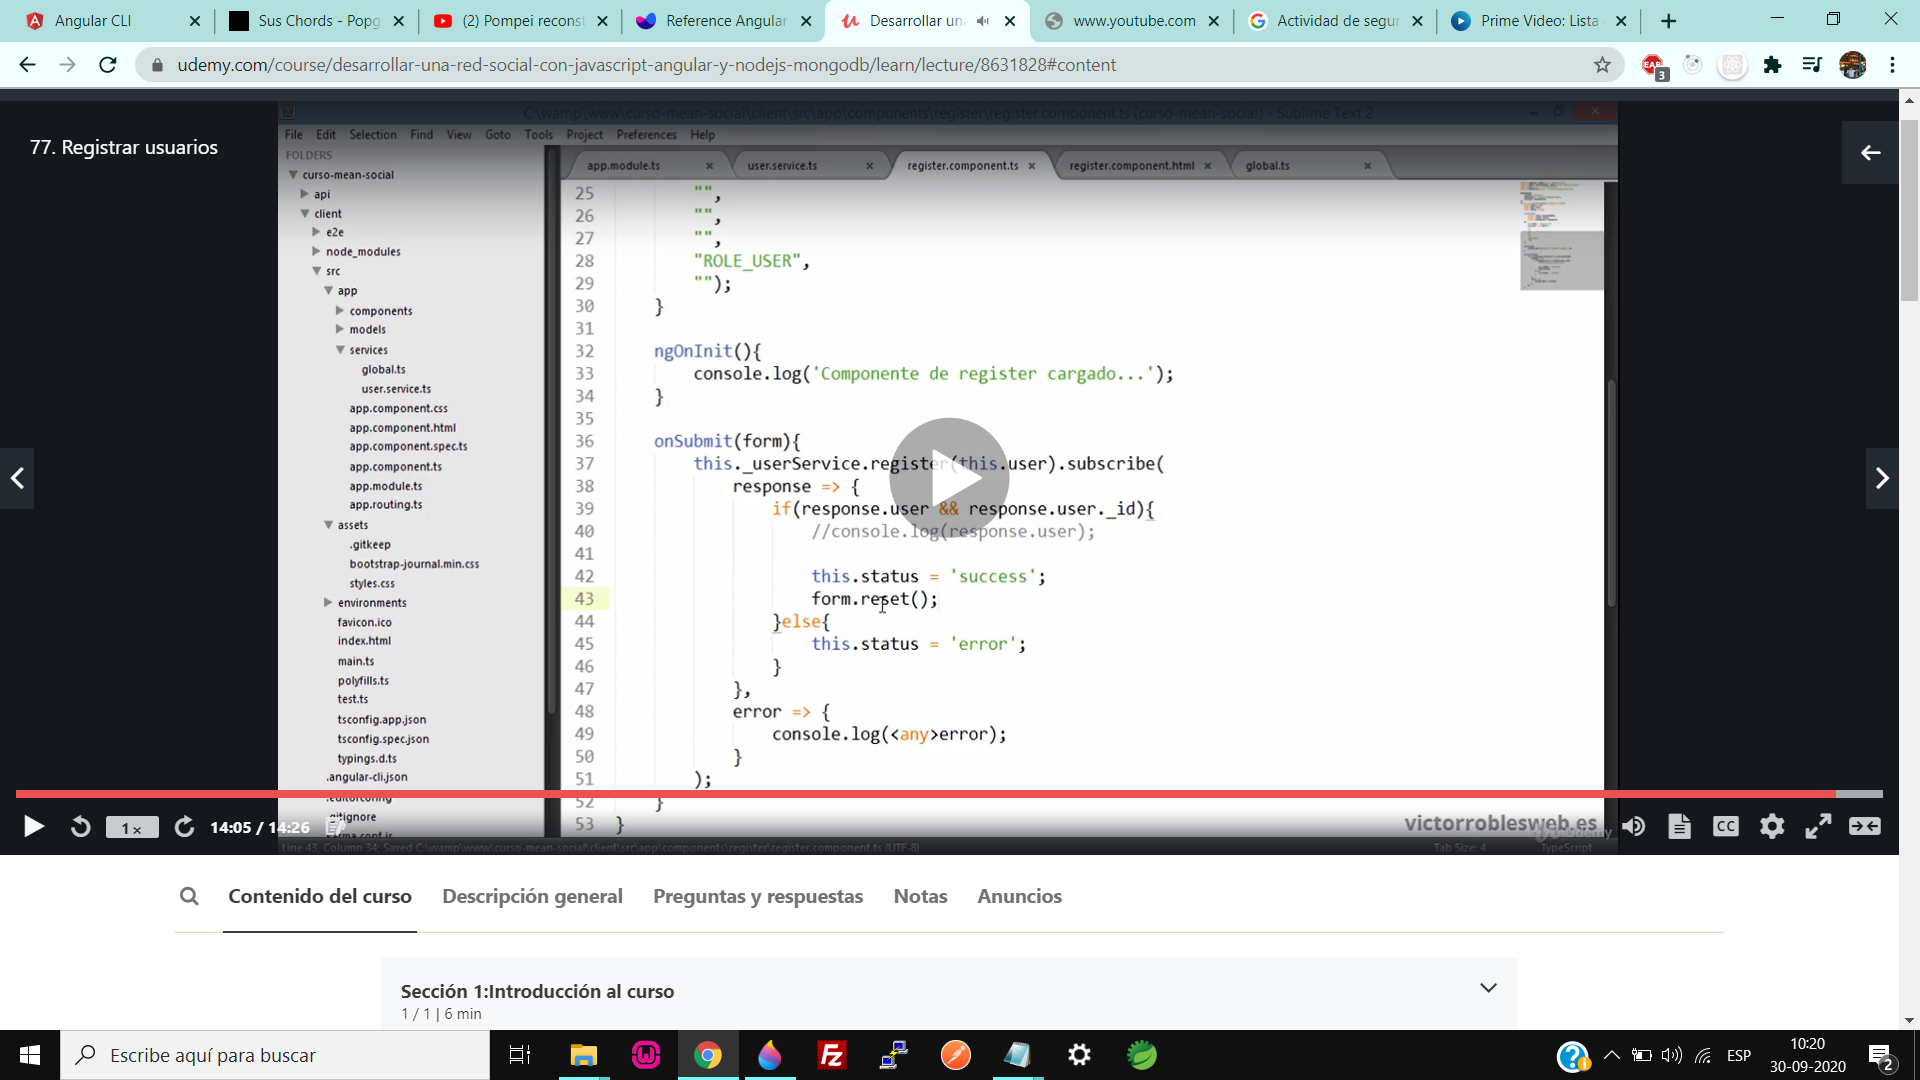 Angular CLI
Sus Chords - Popg
(2) Pompei reconst
Reference Angular
Desarrollar un
www.youtube.com
Actividad de segur
Prime Video: Lista
udemy.com/course/desarrollar-una-red-social-con-javascript-angular-y-nodejs-mongodb/learn/lecture/8631828#content
3
C:\wamp\www\curso-mean-social\client\src\app\components\register\register.component.ts (curso-mean-social) - Sublime Text 2
77. Registrar usuarios
File Edit Selection Find View Goto Tools Project Preferences Help
FOLDERS
curso-mean-social
api
client
e2e
node_modules
src
app
components
models
services
global.ts
user.service.ts
app.component.css
app.component.html
app.component.spec.ts
app.component.ts
app.module.ts
app.routing.ts
assets
.gitkeep
bootstrap-journal.min.css
styles.css
environments
favicon.ico
index.html
main.ts
polyfills.ts
test.ts
tsconfig.app.json
tsconfig.spec.json
typings.d.ts
.angular-cli.json
.editorconfig
.gitignore
karma.conf.js
app.module.ts
user.service.ts
register.component.ts
register.component.html
global.ts
25 "",
26 "",
27 "",
28 "ROLE_USER",
29 "");
30 }
31
32 ngOnInit(){
33 console.log('Componente de register cargado...');
34 }
35
36 onSubmit(form){
37 this._userService.register(this.user).subscribe(
38 response => {
39 if(response.user && response.user._id){
40 //console.log(response.user);
41
42 this.status = 'success';
43 form.reset();
44 }else{
45 this.status = 'error';
46 }
47 },
48 error => {
49 console.log(<any>error);
50 }
51 );
52 }
53 }
victorroblesweb.es
udemy
1x
14:05 / 14:26
CC
Line 43, Column 34; Saved C:\wamp\www\curso-mean-social\client\src\app\components\register\register.component.ts (UTF-8)
Tab Size: 4
TypeScript
Contenido del curso
Descripción general
Preguntas y respuestas
Notas
Anuncios
Sección 1:Introducción al curso
1 / 1 | 6 min
Escribe aquí para buscar
ESP
10:20
30-09-2020
2